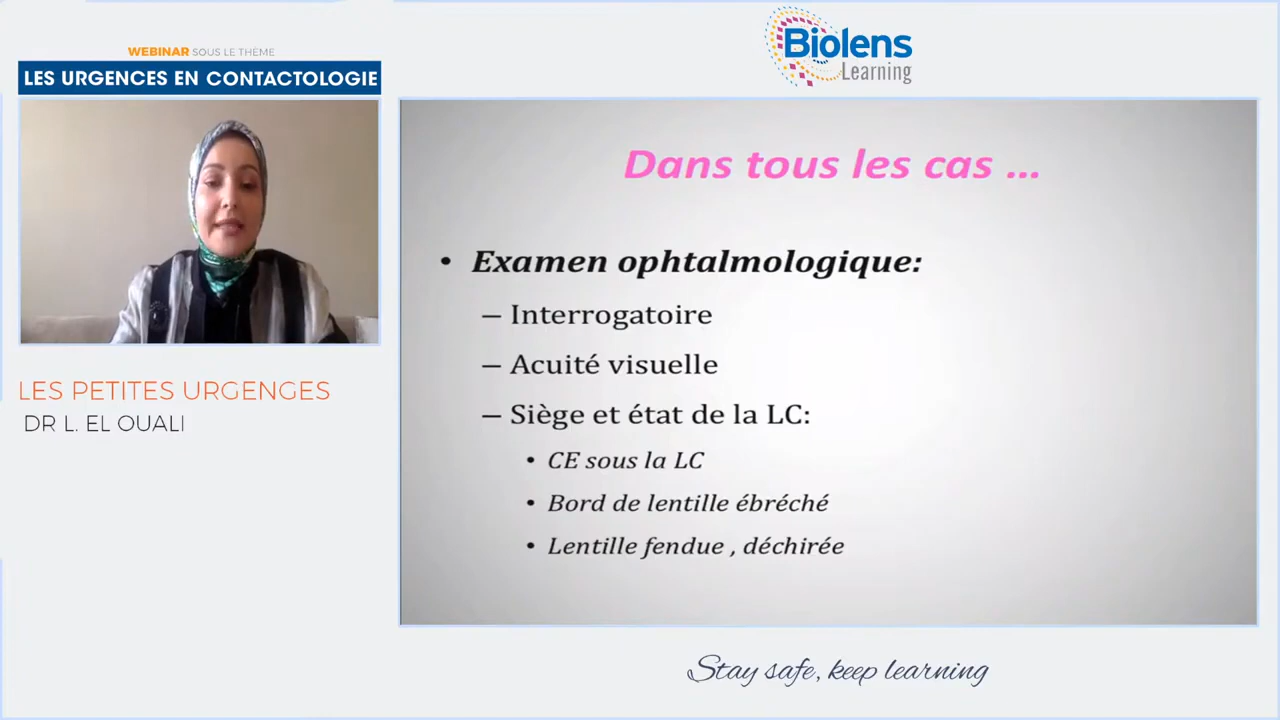 WEBINAR SOUS LE THÈME
LES URGENCES EN CONTACTOLOGIE
Biolens
Learning
Dans tous les cas ...
• Examen ophtalmologique:
– Interrogatoire
– Acuité visuelle
– Siège et état de la LC:
• CE sous la LC
• Bord de lentille ébréché
• Lentille fendue , déchirée
LES PETITES URGENGES
DR L. EL OUALI
Stay safe, keep learning